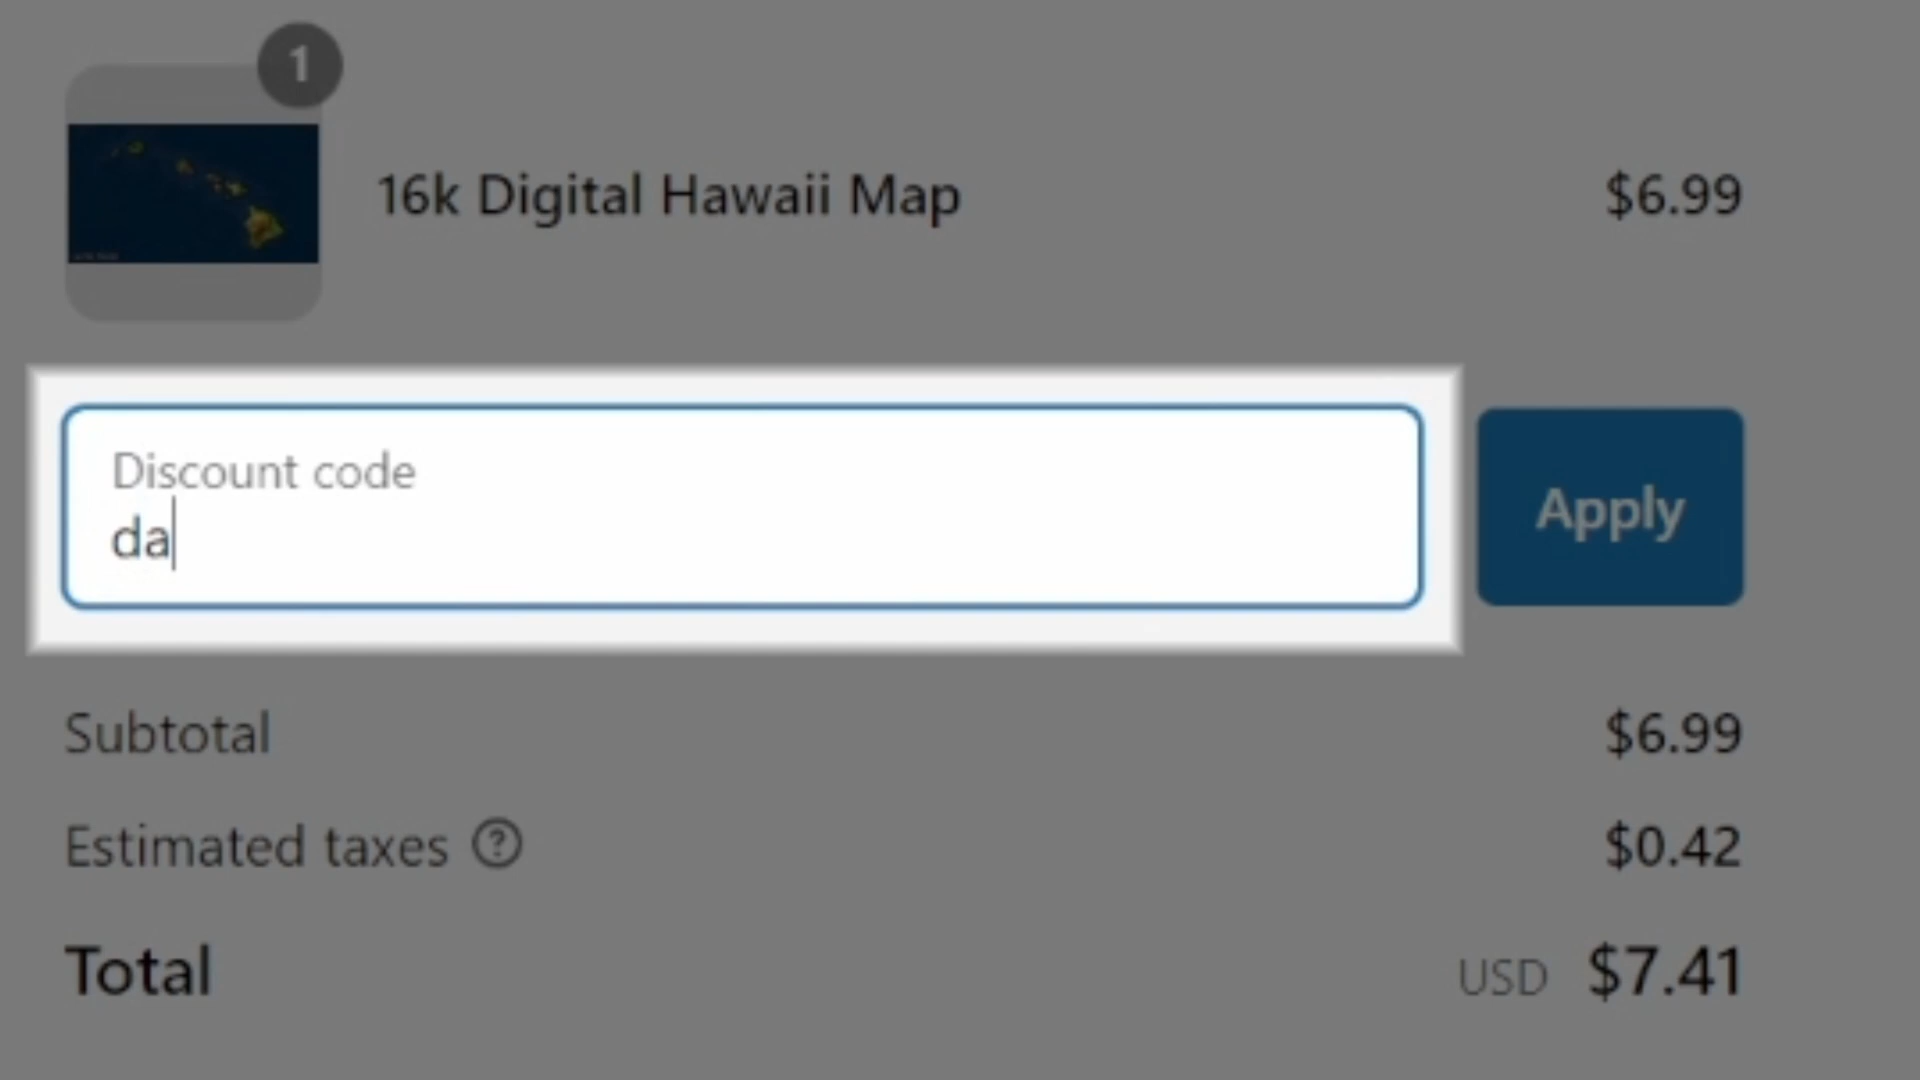 1
16k Digital Hawaii Map $6.99
Discount code
da
Apply
Subtotal $6.99
Estimated taxes ? $0.42
Total USD $7.41